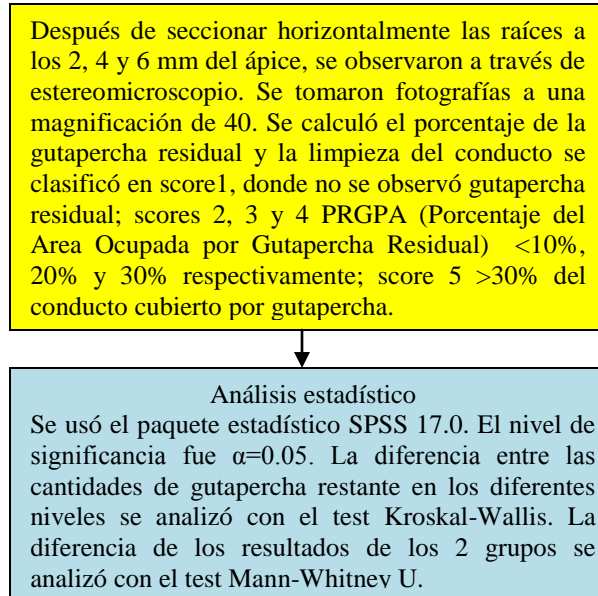 Después de seccionar horizontalmente las raíces a
los 2, 4 y 6 mm del ápice, se observaron a través de
estereomicroscopio. Se tomaron fotografías a una
magnificación de 40. Se calculó el porcentaje de la
gutapercha residual y la limpieza del conducto se
clasificó en score1, donde no se observó gutapercha
residual; scores 2, 3 y 4 PRGPA (Porcentaje del
Area Ocupada por Gutapercha Residual) <10%,
20% y 30% respectivamente; score 5 >30% del
conducto cubierto por gutapercha.
Análisis estadístico
Se usó el paquete estadístico SPSS 17.0. El nivel de
significancia fue α=0.05. La diferencia entre las
cantidades de gutapercha restante en los diferentes
niveles se analizó con el test Kroskal-Wallis. La
diferencia de los resultados de los 2 grupos se
analizó con el test Mann-Whitney U.